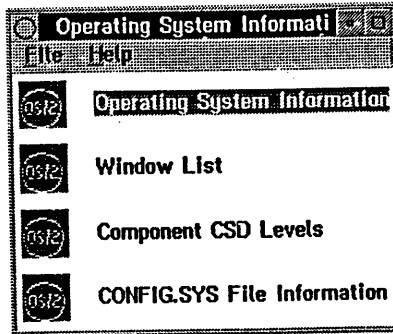 Operating System Informati
File Help
OS/2 Operating System Information
OS/2 Window List
OS/2 Component CSD Levels
OS/2 CONFIG.SYS File Information